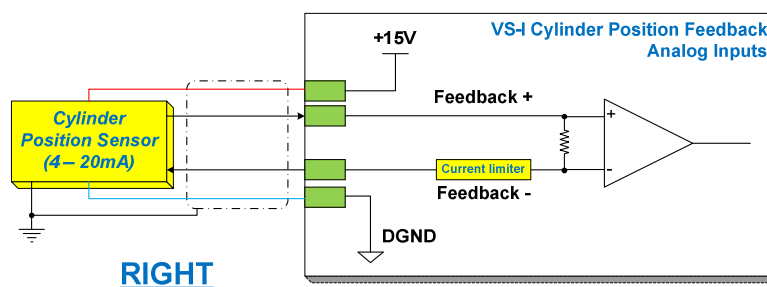 VS-I Cylinder Position Feedback
Analog Inputs
+15V
Feedback +
Cylinder
Position Sensor
(4 – 20mA)
+
-
Current limiter
Feedback -
DGND
RIGHT